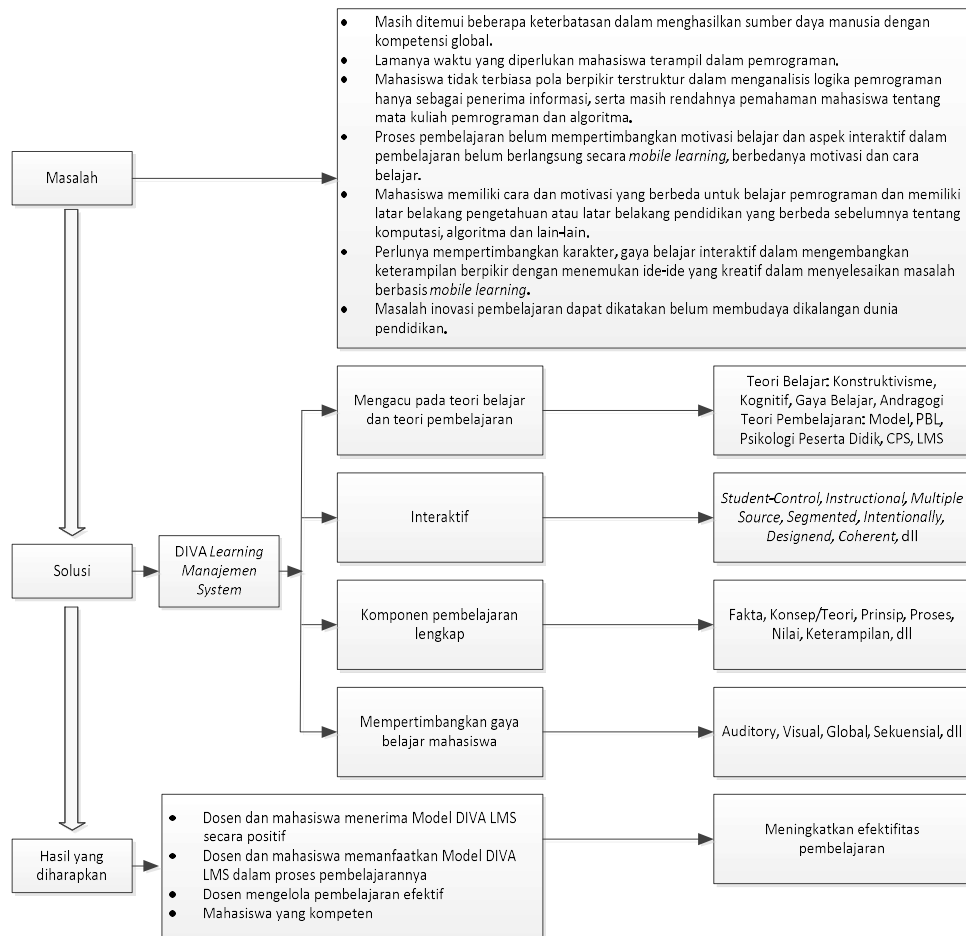 Masalah
• Masih ditemui beberapa keterbatasan dalam menghasilkan sumber daya manusia dengan
kompetensi global.
• Lamanya waktu yang diperlukan mahasiswa terampil dalam pemrograman.
• Mahasiswa tidak terbiasa pola berpikir terstruktur dalam menganalisis logika pemrograman
hanya sebagai penerima informasi, serta masih rendahnya pemahaman mahasiswa tentang
mata kuliah pemrograman dan algoritma.
• Proses pembelajaran belum mempertimbangkan motivasi belajar dan aspek interaktif dalam
pembelajaran belum berlangsung secara mobile learning, berbedanya motivasi dan cara
belajar.
• Mahasiswa memiliki cara dan motivasi yang berbeda untuk belajar pemrograman dan memiliki
latar belakang pengetahuan atau latar belakang pendidikan yang berbeda sebelumnya tentang
komputasi, algoritma dan lain-lain.
• Perlunya mempertimbangkan karakter, gaya belajar interaktif dalam mengembangkan
keterampilan berpikir dengan menemukan ide-ide yang kreatif dalam menyelesaikan masalah
berbasis mobile learning.
• Masalah inovasi pembelajaran dapat dikatakan belum membudaya dikalangan dunia
pendidikan.
Solusi
DIVA Learning
Manajemen
System
Mengacu pada teori belajar
dan teori pembelajaran
Teori Belajar: Konstruktivisme,
Kognitif, Gaya Belajar, Andragogi
Teori Pembelajaran: Model, PBL,
Psikologi Peserta Didik, CPS, LMS
Interaktif
Student-Control, Instructional, Multiple
Source, Segmented, Intentionally,
Designend, Coherent, dll
Komponen pembelajaran
lengkap
Fakta, Konsep/Teori, Prinsip, Proses,
Nilai, Keterampilan, dll
Mempertimbangkan gaya
belajar mahasiswa
Auditory, Visual, Global, Sekuensial, dll
Hasil yang
diharapkan
• Dosen dan mahasiswa menerima Model DIVA LMS
secara positif
• Dosen dan mahasiswa memanfaatkan Model DIVA
LMS dalam proses pembelajarannya
• Dosen mengelola pembelajaran efektif
• Mahasiswa yang kompeten
Meningkatkan efektifitas
pembelajaran